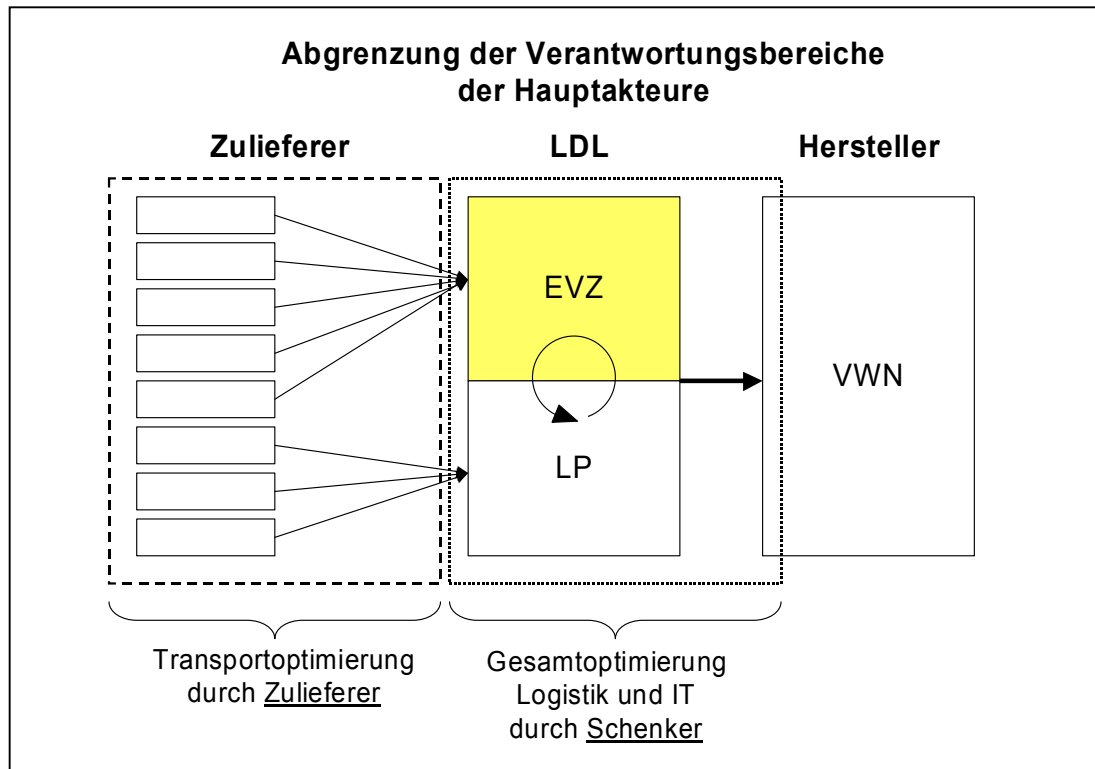 Abgrenzung der Verantwortungsbereiche
der Hauptakteure
Zulieferer
LDL
Hersteller
EVZ
LP
VWN
Transportoptimierung
durch Zulieferer
Gesamtoptimierung
Logistik und IT
durch Schenker